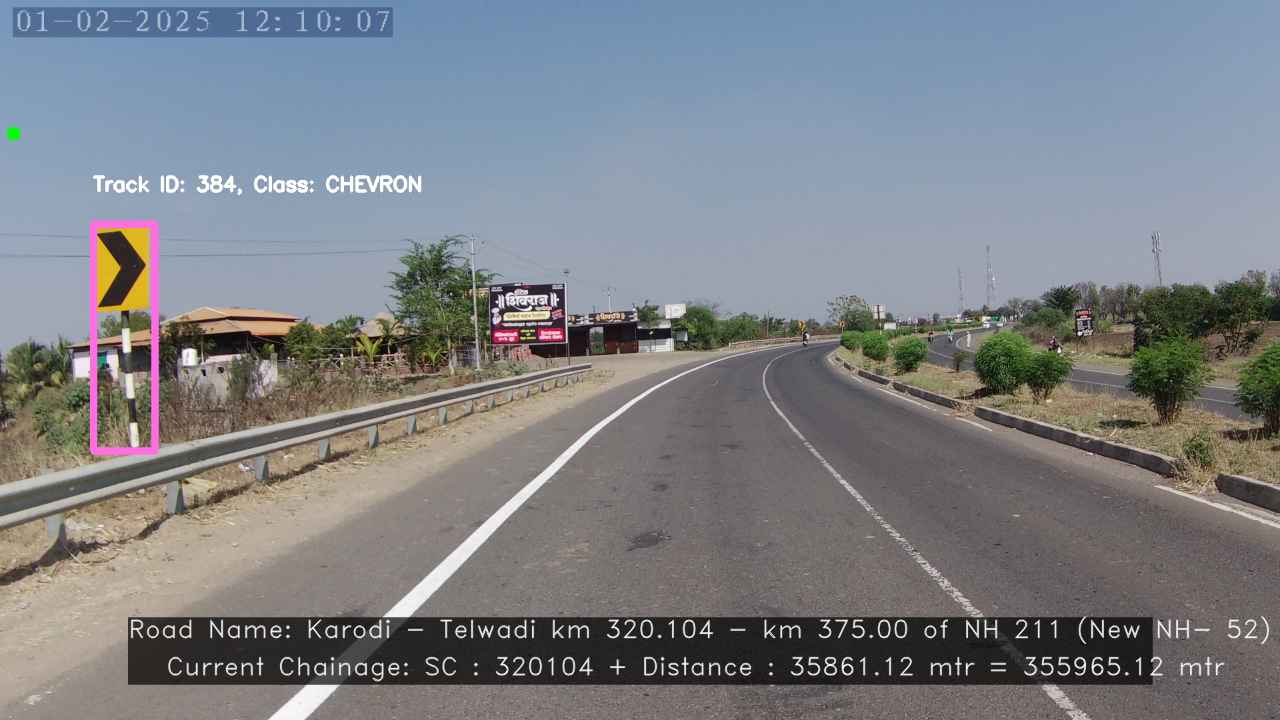 01-02-2025 12:10:07
Track ID: 384, Class: CHEVRON
॥ शिवराज ॥
Road Name: Karodi - Telwadi km 320.104 - km 375.00 of NH 211 (New NH- 52)
Current Chainage: SC : 320104 + Distance : 35861.12 mtr = 355965.12 mtr